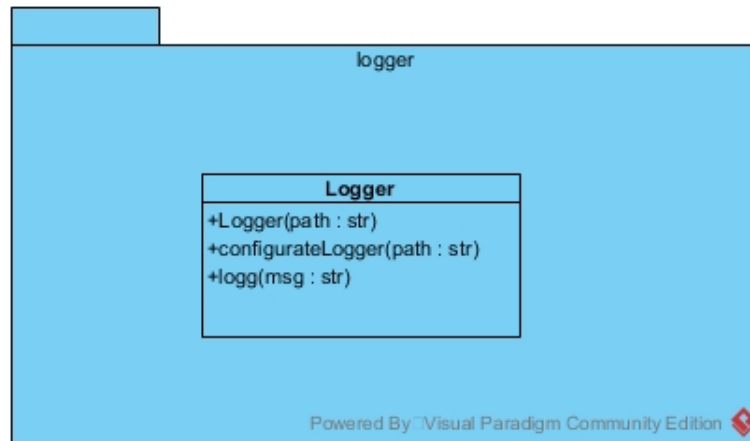 logger
Logger
+Logger(path : str)
+configurateLogger(path : str)
+logg(msg : str)
Powered By Visual Paradigm Community Edition